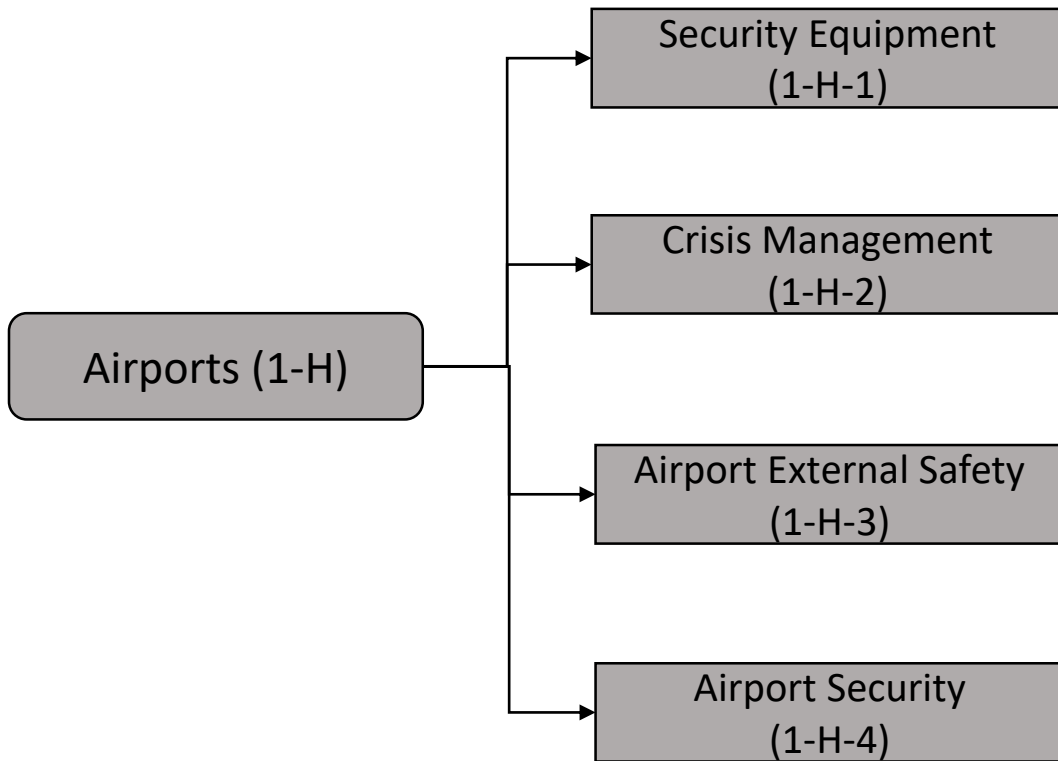 Security Equipment
(1-H-1)
Crisis Management
(1-H-2)
Airports (1-H)
Airport External Safety
(1-H-3)
Airport Security
(1-H-4)